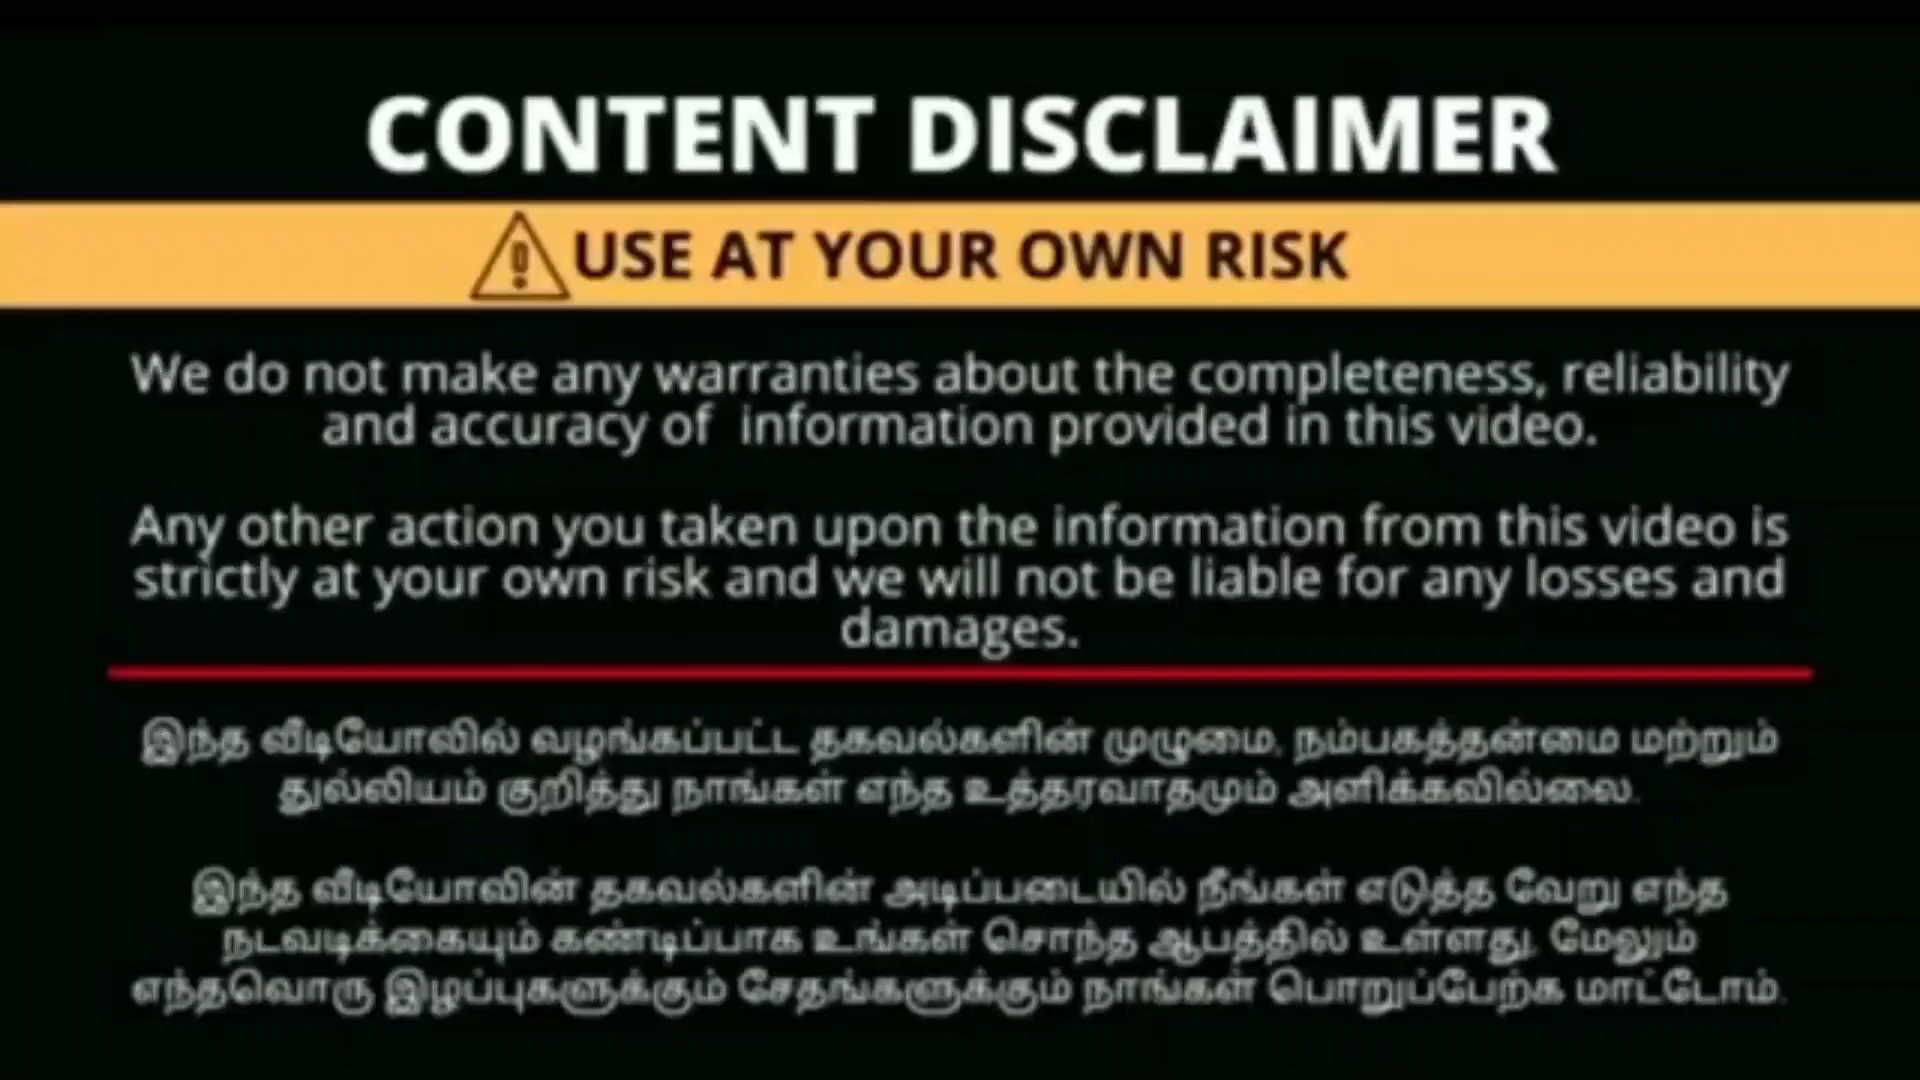 CONTENT DISCLAIMER
USE AT YOUR OWN RISK
We do not make any warranties about the completeness, reliability
and accuracy of information provided in this video.
Any other action you taken upon the information from this video is
strictly at your own risk and we will not be liable for any losses and
damages.
இந்த வீடியோவில் வழங்கப்பட்ட தகவல்களின் முழுமை, நம்பகத்தன்மை மற்றும்
துல்லியம் குறித்து நாங்கள் எந்த உத்தரவாதமும் அளிக்கவில்லை.
இந்த வீடியோவின் தகவல்களின் அடிப்படையில் நீங்கள் எடுத்த வேறு எந்த
நடவடிக்கையும் கண்டிப்பாக உங்கள் சொந்த ஆபத்தில் உள்ளது, மேலும்
எந்தவொரு இழப்புகளுக்கும் சேதங்களுக்கும் நாங்கள் பொறுப்பேற்க மாட்டோம்.